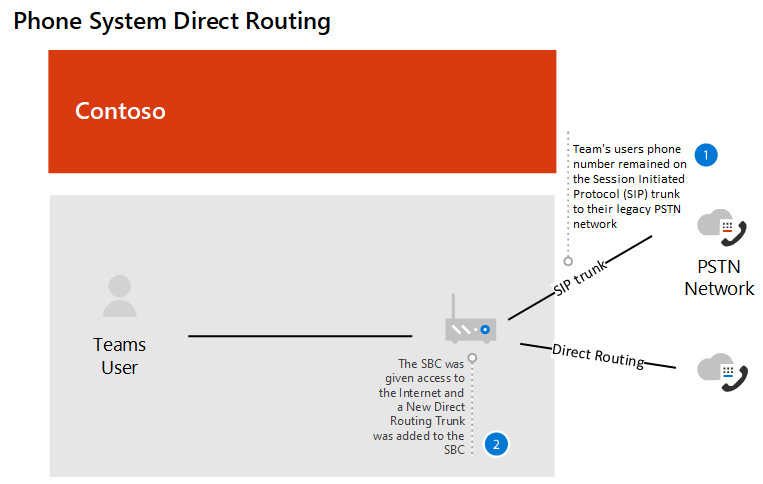 Phone System Direct Routing
Contoso
Team's users phone
number remained on
the Session Initiated
Protocol (SIP) trunk
to their legacy PSTN
network
1
PSTN
Network
SIP trunk
Direct Routing
Teams
User
The SBC was
given access to
the Internet and
a New Direct
Routing Trunk
was added to the
SBC
2